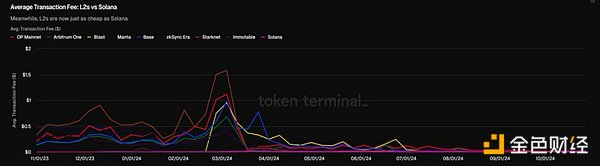 Average Transaction Fee: L2s vs Solana
Meanwhile, L2s are now just as cheap as Solana
Avg. Transaction Fee ($)
OP Mainnet Arbitrum One Blast Manta Base zkSync Era Starknet Immutable Solana
$2
$1.5
$1
$0.5
$0
Avg. Transaction Fee ($)
token terminal_
11/01/23 12/01/23 01/01/24 02/01/24 03/01/24 04/01/24 05/01/24 06/01/24 07/01/24 08/01/24 09/01/24 10/01/24
金色财经